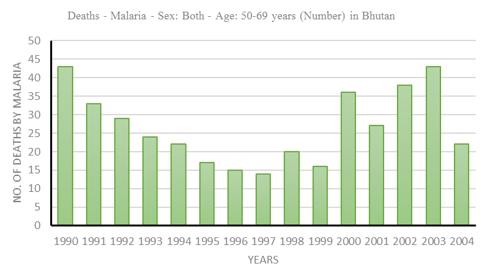 Deaths - Malaria - Sex: Both - Age: 50-69 years (Number) in Bhutan
NO. OF DEATHS BY MALARIA
50
45
40
35
30
25
20
15
10
5
0
1990 1991 1992 1993 1994 1995 1996 1997 1998 1999 2000 2001 2002 2003 2004
YEARS